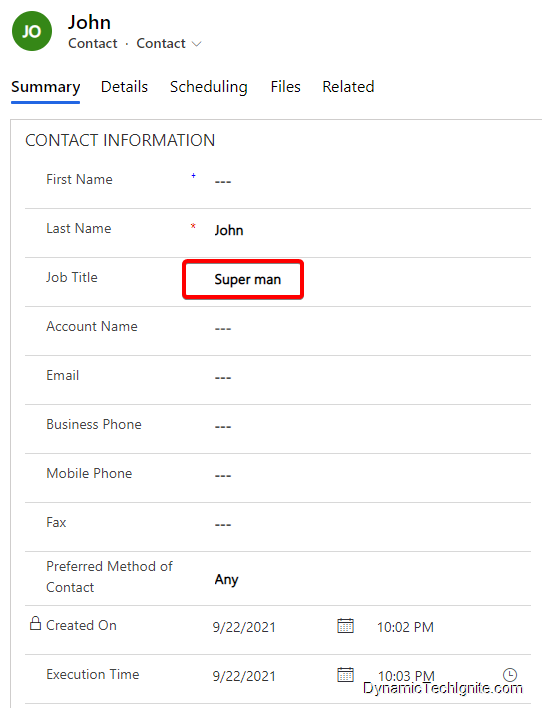 JO
John
Contact · Contact
Summary Details Scheduling Files Related
CONTACT INFORMATION
First Name + ---
Last Name * John
Job Title Super man
Account Name ---
Email ---
Business Phone ---
Mobile Phone ---
Fax ---
Preferred Method of
Contact
Any
Created On 9/22/2021 10:02 PM
Execution Time 9/22/2021 10:03 PM
DynamicTechIgnite.com